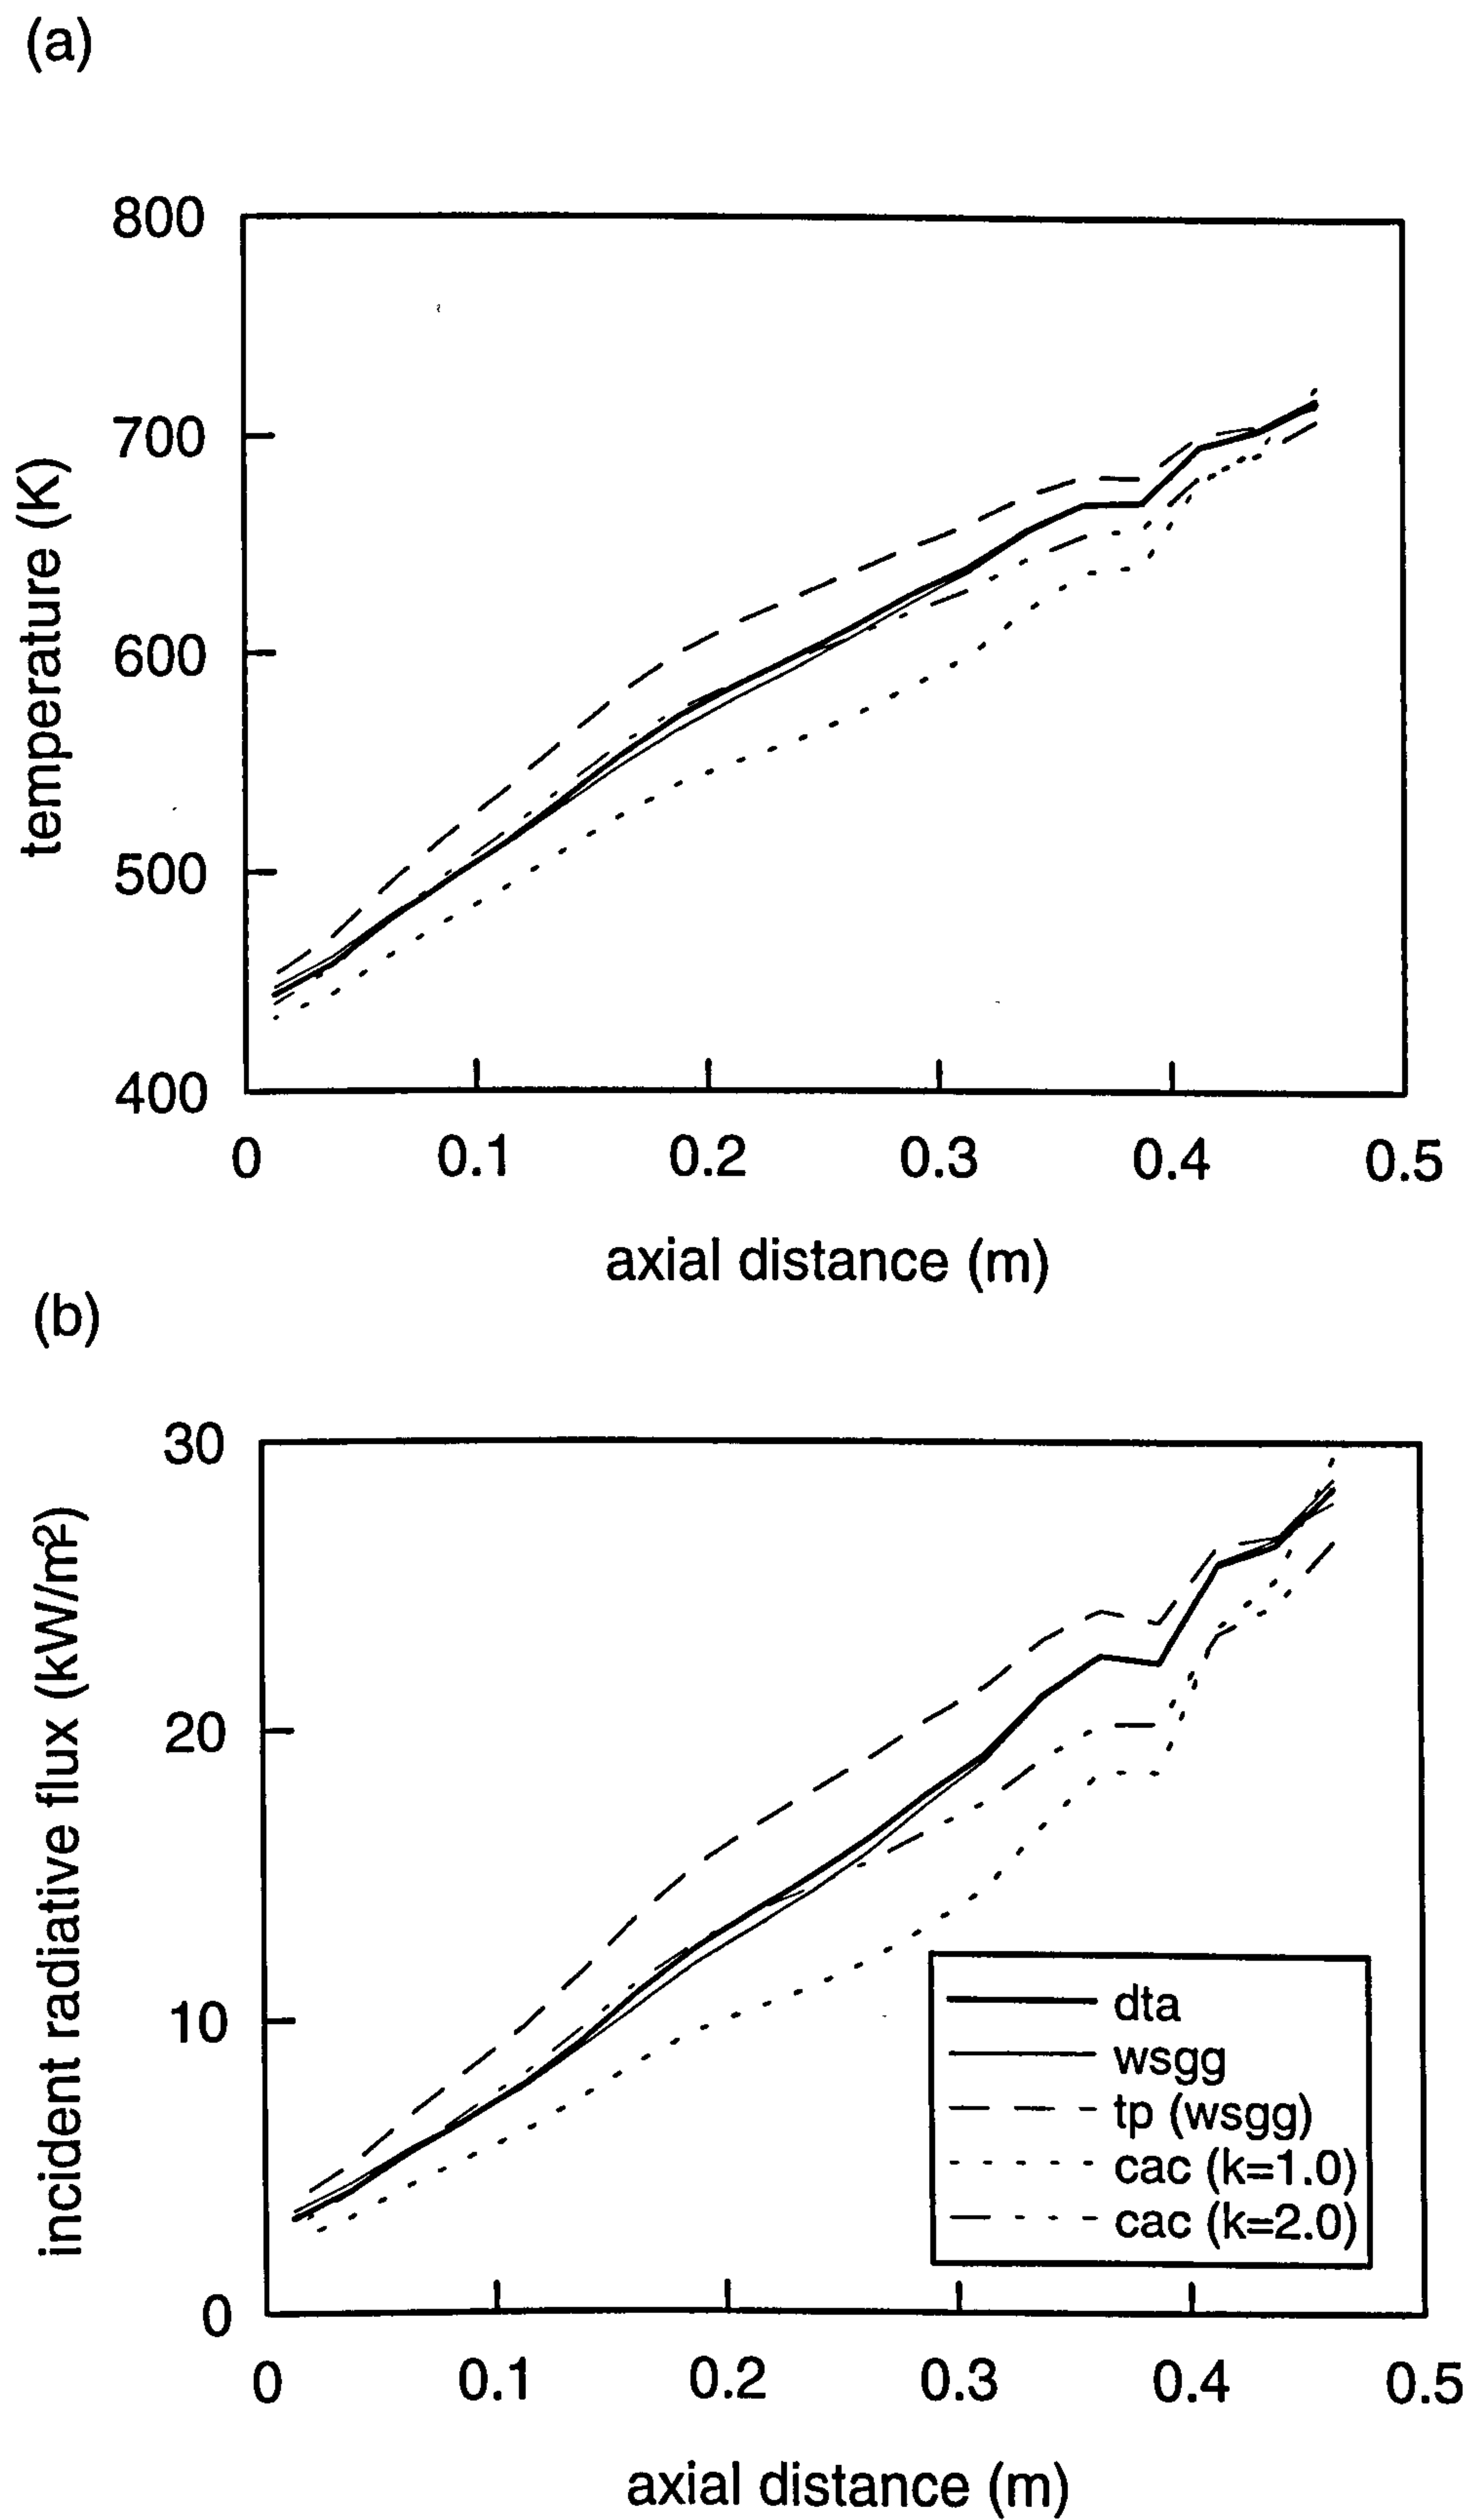 (a)
800
700
600
500
400
temperature (K)
0 0.1 0.2 0.3 0.4 0.5
axial distance (m)
(b)
30
20
10
0
incident radiative flux (kW/m²)
dta
wsgg
tp (wsgg)
cac (k=1.0)
cac (k=2.0)
0 0.1 0.2 0.3 0.4 0.5
axial distance (m)